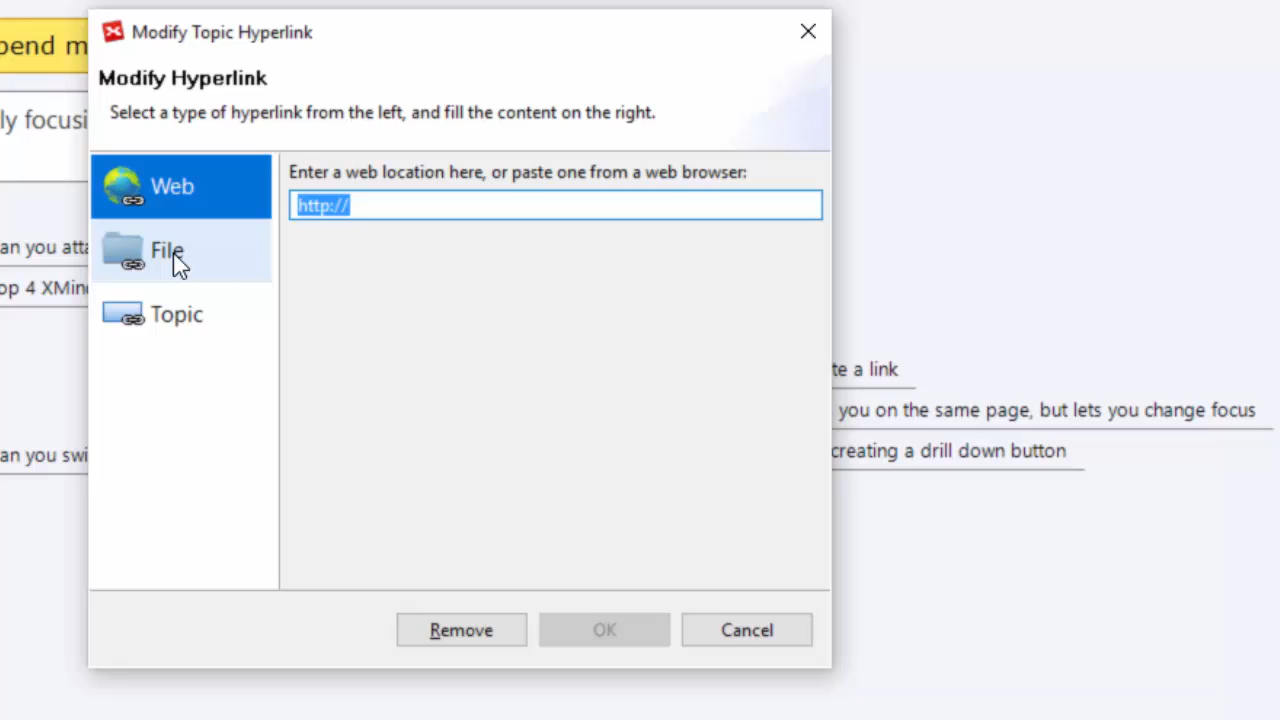 Modify Topic Hyperlink
pend m
Modify Hyperlink
Select a type of hyperlink from the left, and fill the content on the right.
ly focusi
Web
Enter a web location here, or paste one from a web browser:
http://
File
an you atta
op 4 XMin
Topic
te a link
you on the same page, but lets you change focus
creating a drill down button
an you swi
Remove
OK
Cancel